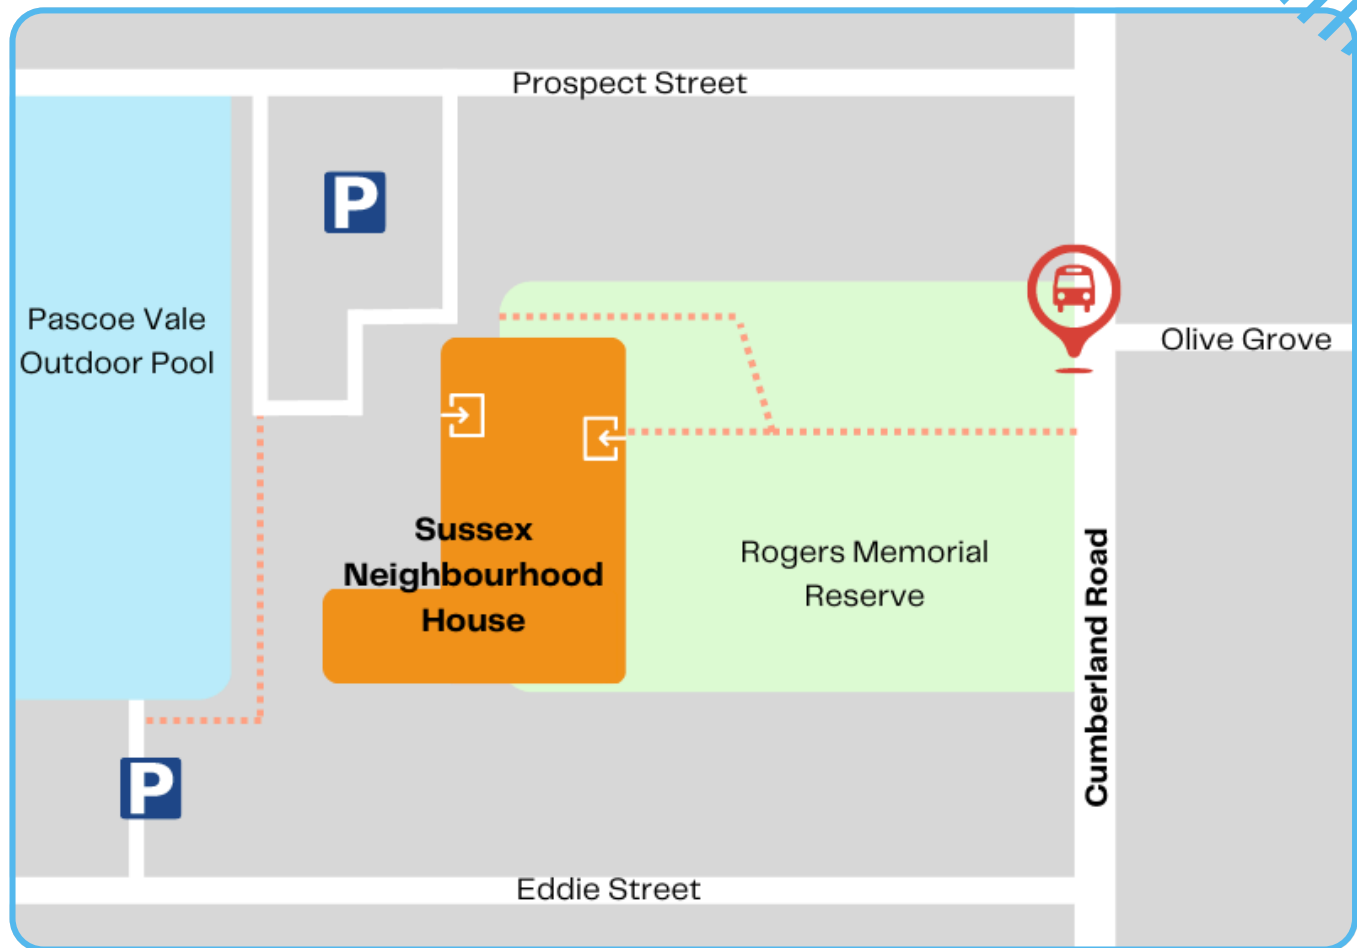 Prospect Street
P
Pascoe Vale
Outdoor Pool
Olive Grove
Sussex
Neighbourhood
House
Rogers Memorial
Reserve
Cumberland Road
P
Eddie Street